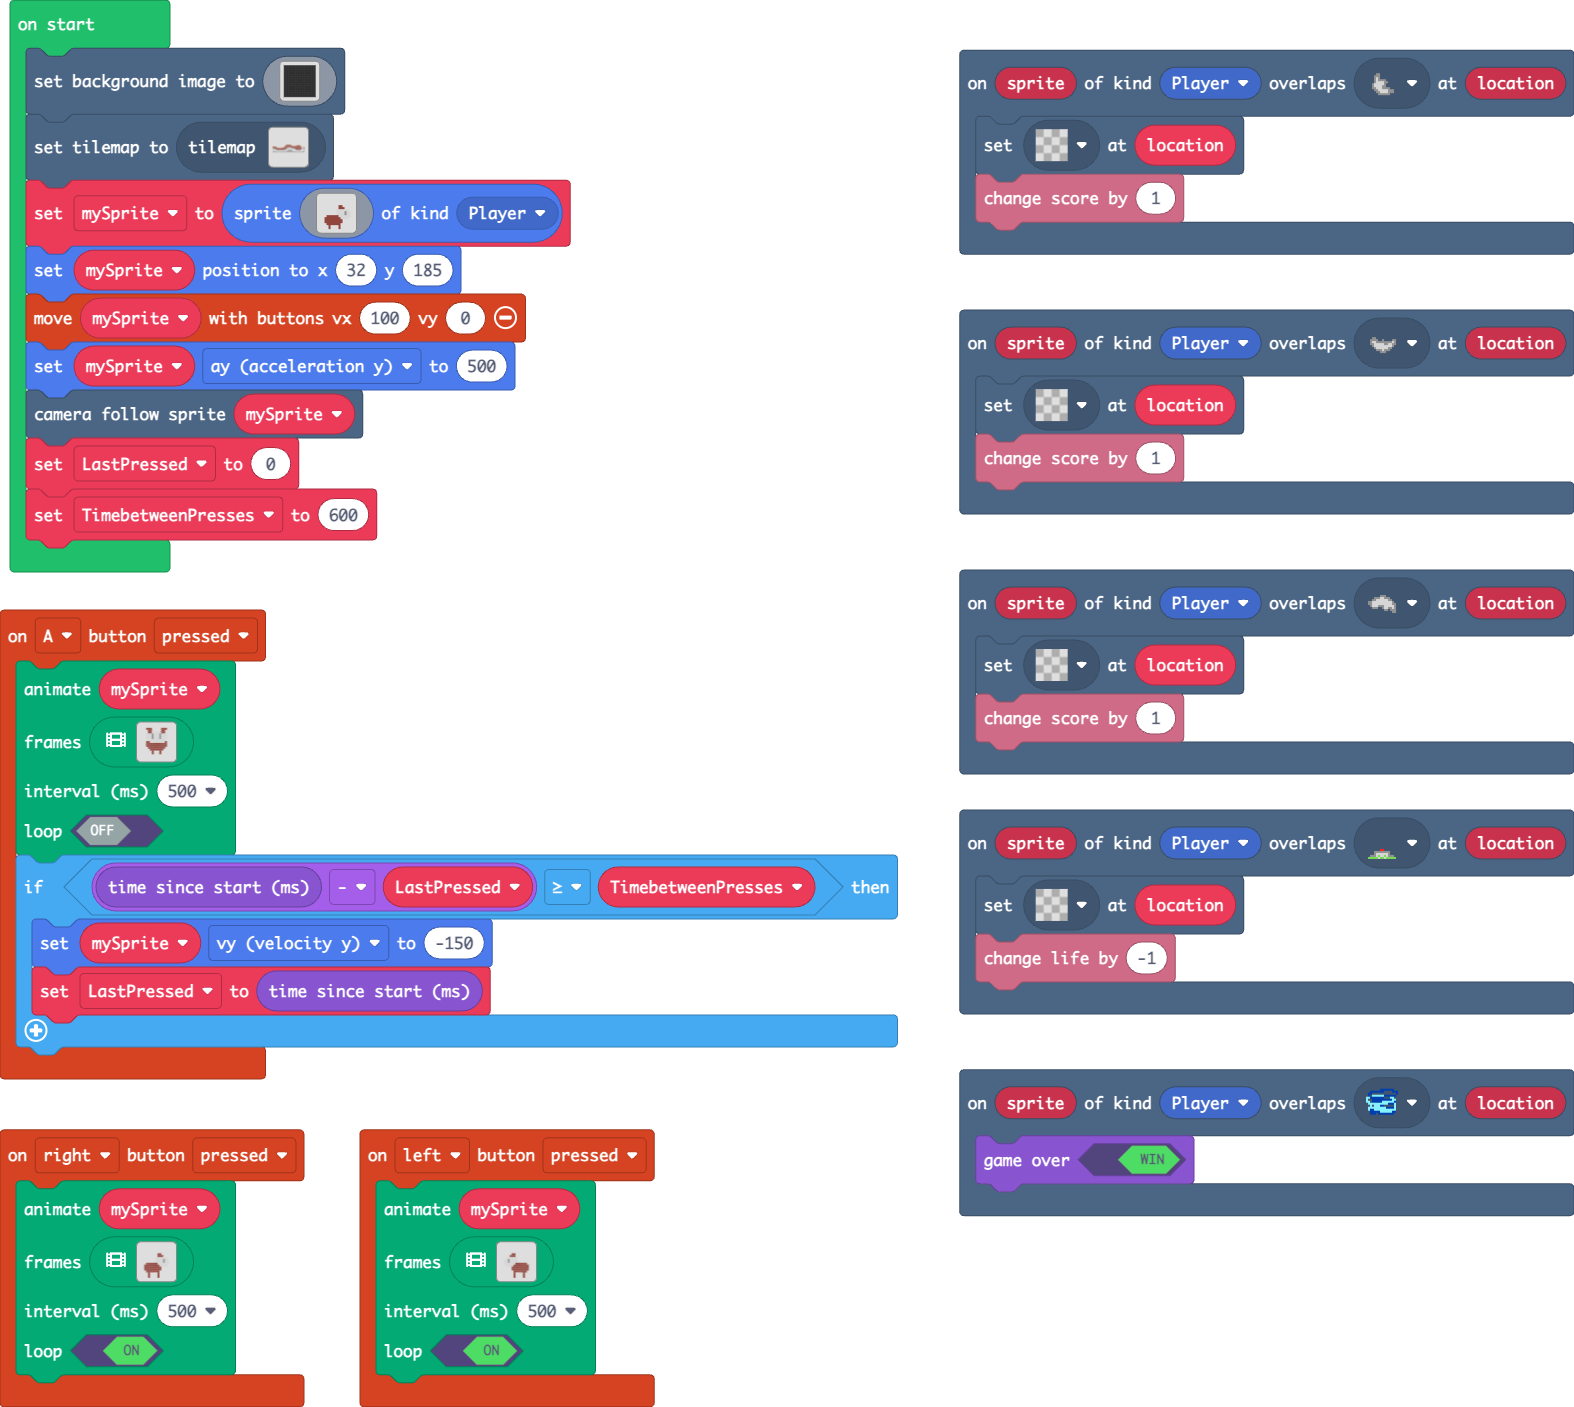 on start
set background image to
set tilemap to tilemap
set mySprite to sprite of kind Player
set mySprite position to x 32 y 185
move mySprite with buttons vx 100 vy 0
set mySprite ay (acceleration y) to 500
camera follow sprite mySprite
set LastPressed to 0
set TimebetweenPresses to 600
on A button pressed
animate mySprite
frames
interval (ms) 500
loop OFF
if time since start (ms) - LastPressed ≥ TimebetweenPresses then
set mySprite vy (velocity y) to -150
set LastPressed to time since start (ms)
on right button pressed
animate mySprite
frames
interval (ms) 500
loop ON
on left button pressed
animate mySprite
frames
interval (ms) 500
loop ON
on sprite of kind Player overlaps at location
set at location
change score by 1
on sprite of kind Player overlaps at location
set at location
change score by 1
on sprite of kind Player overlaps at location
set at location
change score by 1
on sprite of kind Player overlaps at location
set at location
change life by -1
on sprite of kind Player overlaps at location
game over WIN